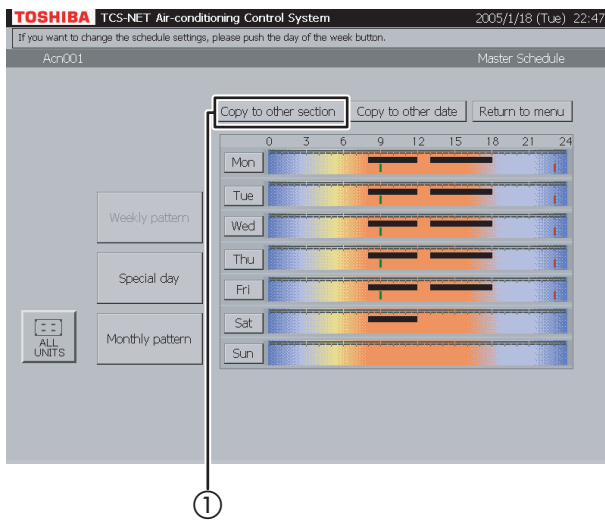 TOSHIBA TCS-NET Air-conditioning Control System 2005/1/18 (Tue) 22:47
If you want to change the schedule settings, please push the day of the week button.
Acn001 Master Schedule
Copy to other section Copy to other date Return to menu
0 3 6 9 12 15 18 21 24
Mon
Tue
Weekly pattern
Wed
Thu
Special day
Fri
Sat
Monthly pattern
ALL
UNITS
Sun
①